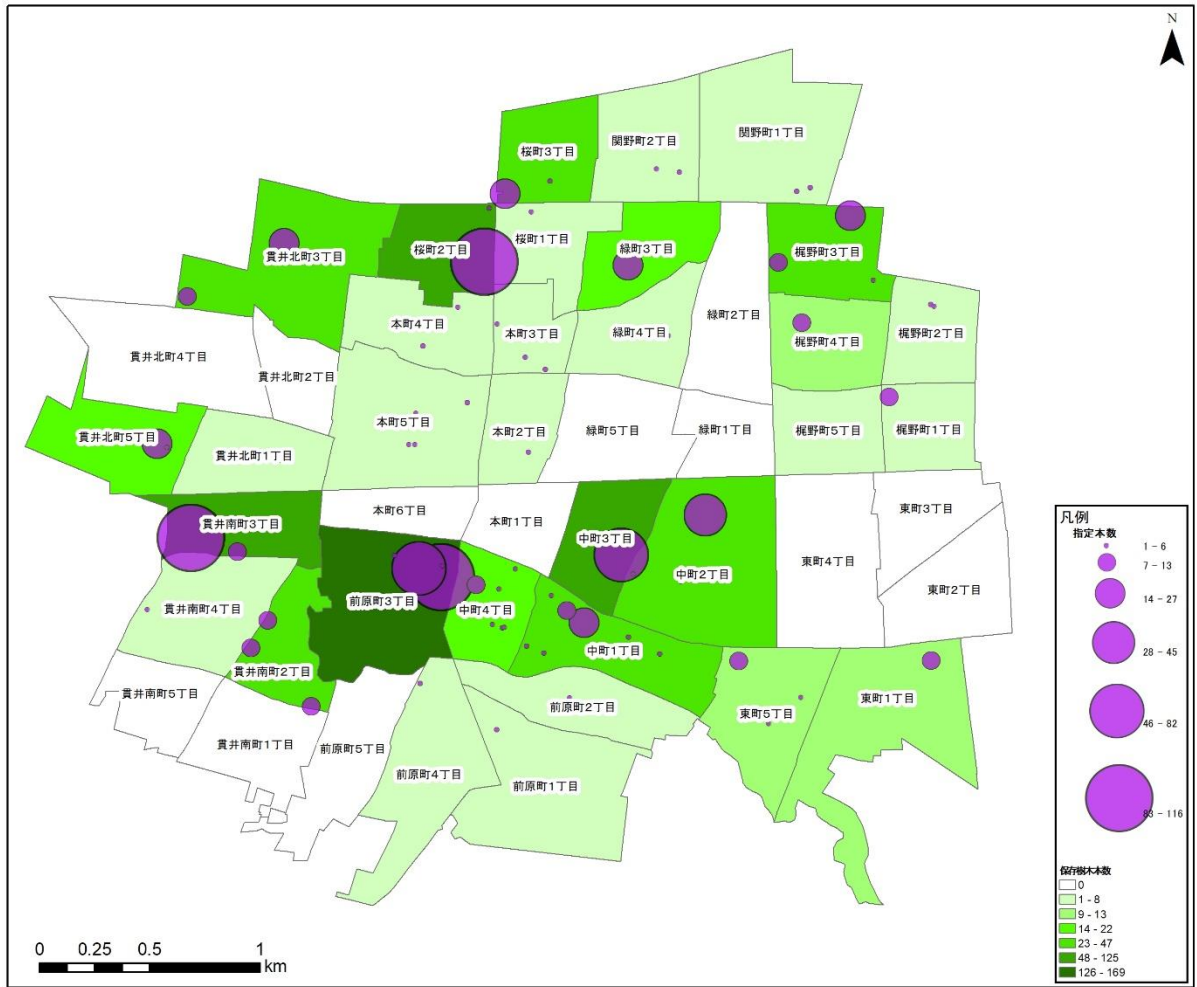 N
関野町1丁目
関野町2丁目
桜町3丁目
桜町1丁目
桜町2丁目
緑町3丁目
梶野町3丁目
貫井北町3丁目
緑町2丁目
本町4丁目
本町3丁目
緑町4丁目
梶野町4丁目
梶野町2丁目
貫井北町4丁目
貫井北町2丁目
本町5丁目
本町2丁目
緑町5丁目
緑町1丁目
梶野町5丁目
梶野町1丁目
貫井北町5丁目
貫井北町1丁目
本町6丁目
本町1丁目
東町3丁目
貫井南町3丁目
中町3丁目
中町2丁目
東町4丁目
東町2丁目
前原町3丁目
中町4丁目
貫井南町4丁目
中町1丁目
貫井南町2丁目
貫井南町5丁目
前原町2丁目
東町5丁目
東町1丁目
貫井南町1丁目
前原町5丁目
前原町4丁目
前原町1丁目
凡例
指定本数
1 - 6
7 - 13
14 - 27
28 - 45
46 - 82
83 - 116
保存樹木本数
0
1 - 8
9 - 13
14 - 22
23 - 47
48 - 125
126 - 169
0 0.25 0.5 1
km